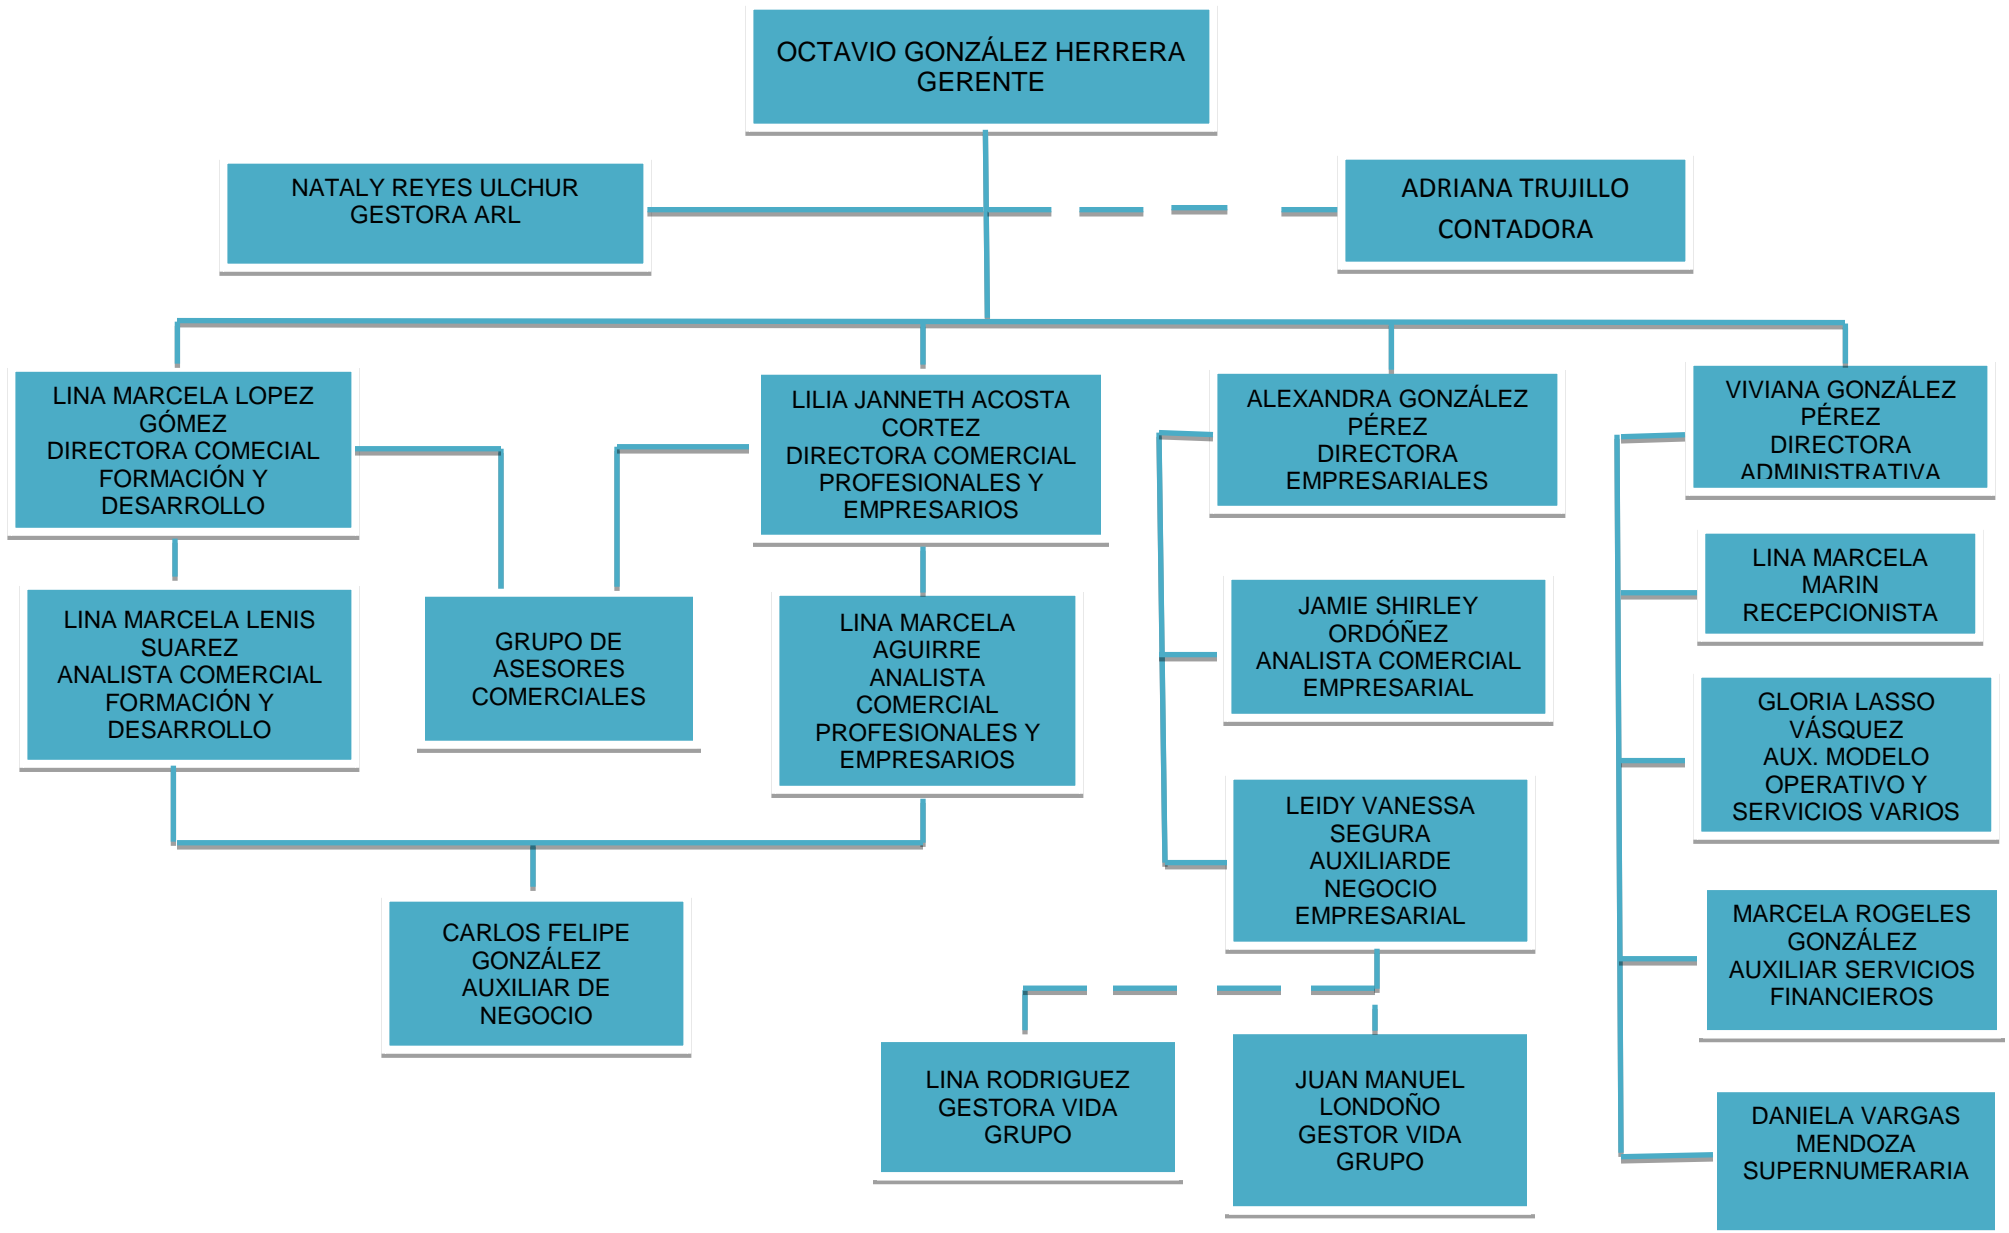 OCTAVIO GONZÁLEZ HERRERA
GERENTE
NATALY REYES ULCHUR
GESTORA ARL
ADRIANA TRUJILLO
CONTADORA
LINA MARCELA LOPEZ
GÓMEZ
DIRECTORA COMECIAL
FORMACIÓN Y
DESARROLLO
LILIA JANNETH ACOSTA
CORTEZ
DIRECTORA COMERCIAL
PROFESIONALES Y
EMPRESARIOS
ALEXANDRA GONZÁLEZ
PÉREZ
DIRECTORA
EMPRESARIALES
VIVIANA GONZÁLEZ
PÉREZ
DIRECTORA
ADMINISTRATIVA
LINA MARCELA LENIS
SUAREZ
ANALISTA COMERCIAL
FORMACIÓN Y
DESARROLLO
GRUPO DE
ASESORES
COMERCIALES
LINA MARCELA
AGUIRRE
ANALISTA
COMERCIAL
PROFESIONALES Y
EMPRESARIOS
JAMIE SHIRLEY
ORDÓÑEZ
ANALISTA COMERCIAL
EMPRESARIAL
LINA MARCELA
MARIN
RECEPCIONISTA
GLORIA LASSO
VÁSQUEZ
AUX. MODELO
OPERATIVO Y
SERVICIOS VARIOS
LEIDY VANESSA
SEGURA
AUXILIARDE
NEGOCIO
EMPRESARIAL
CARLOS FELIPE
GONZÁLEZ
AUXILIAR DE
NEGOCIO
MARCELA ROGELES
GONZÁLEZ
AUXILIAR SERVICIOS
FINANCIEROS
LINA RODRIGUEZ
GESTORA VIDA
GRUPO
JUAN MANUEL
LONDOÑO
GESTOR VIDA
GRUPO
DANIELA VARGAS
MENDOZA
SUPERNUMERARIA